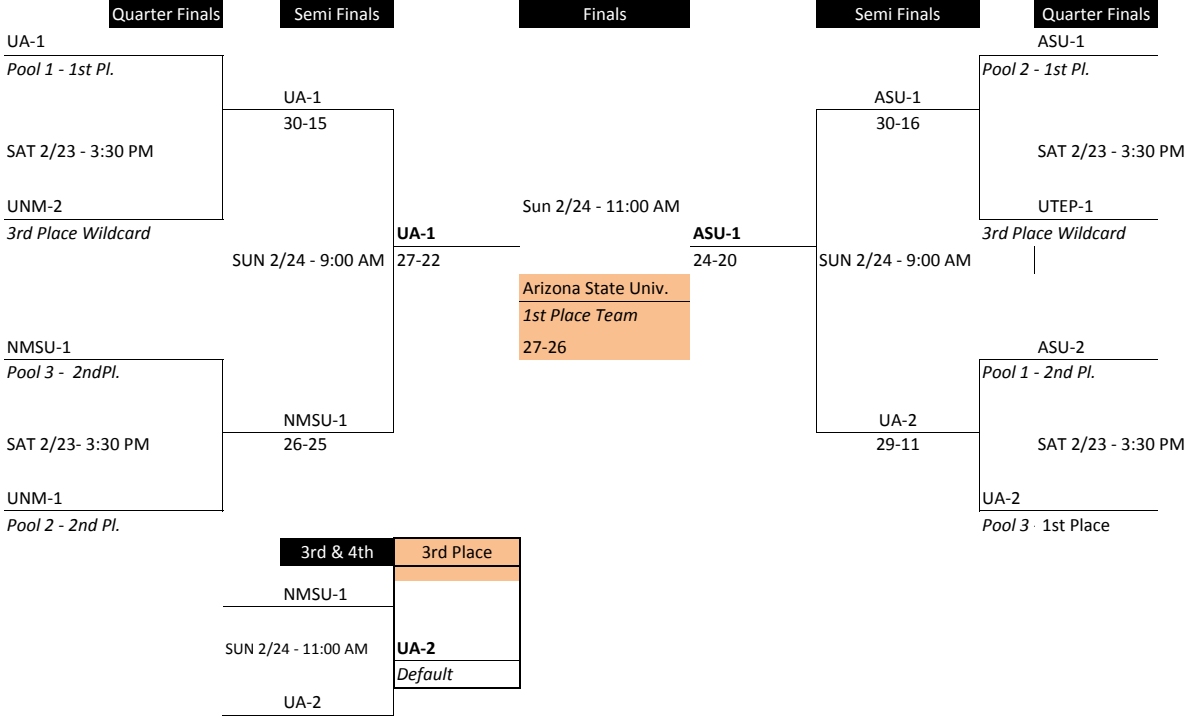 Quarter Finals Semi Finals Finals Semi Finals Quarter Finals
UA-1 ASU-1
Pool 1 - 1st Pl. Pool 2 - 1st Pl.
UA-1 ASU-1
30-15 30-16
SAT 2/23 - 3:30 PM SAT 2/23 - 3:30 PM
UNM-2 Sun 2/24 - 11:00 AM UTEP-1
3rd Place Wildcard UA-1 ASU-1 3rd Place Wildcard
SUN 2/24 - 9:00 AM 27-22 24-20 SUN 2/24 - 9:00 AM
Arizona State Univ.
1st Place Team
NMSU-1 27-26 ASU-2
Pool 3 - 2ndPl. Pool 1 - 2nd Pl.
NMSU-1 UA-2
SAT 2/23- 3:30 PM 26-25 29-11 SAT 2/23 - 3:30 PM
UNM-1 UA-2
Pool 2 - 2nd Pl. Pool 3 - 1st Place
3rd & 4th 3rd Place
NMSU-1
SUN 2/24 - 11:00 AM UA-2
Default
UA-2